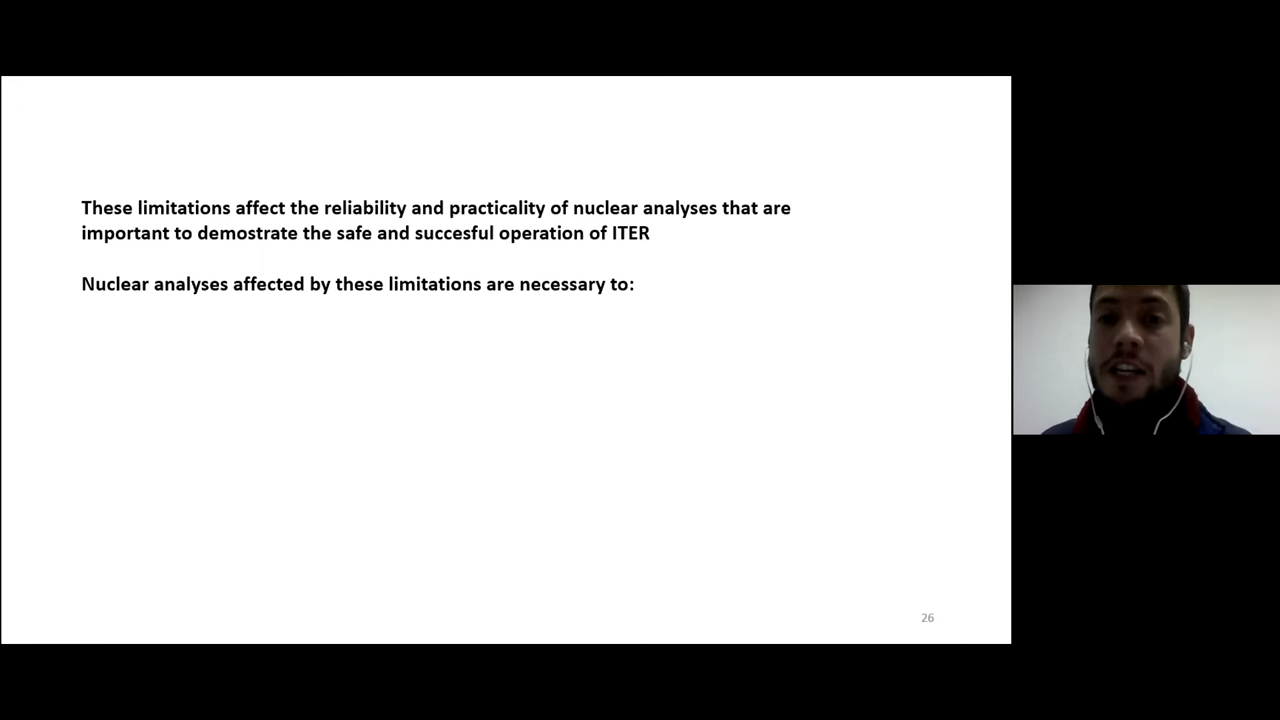 These limitations affect the reliability and practicality of nuclear analyses that are
important to demostrate the safe and succesful operation of ITER
Nuclear analyses affected by these limitations are necessary to:
26